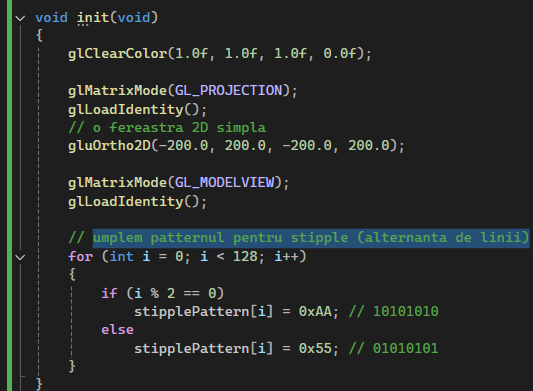 void init(void)
{
glClearColor(1.0f, 1.0f, 1.0f, 0.0f);
glMatrixMode(GL_PROJECTION);
glLoadIdentity();
// o fereastra 2D simpla
gluOrtho2D(-200.0, 200.0, -200.0, 200.0);
glMatrixMode(GL_MODELVIEW);
glLoadIdentity();
// umplem patternul pentru stipple (alternanta de linii)
for (int i = 0; i < 128; i++)
{
if (i % 2 == 0)
stipplePattern[i] = 0xAA; // 10101010
else
stipplePattern[i] = 0x55; // 01010101
}
}